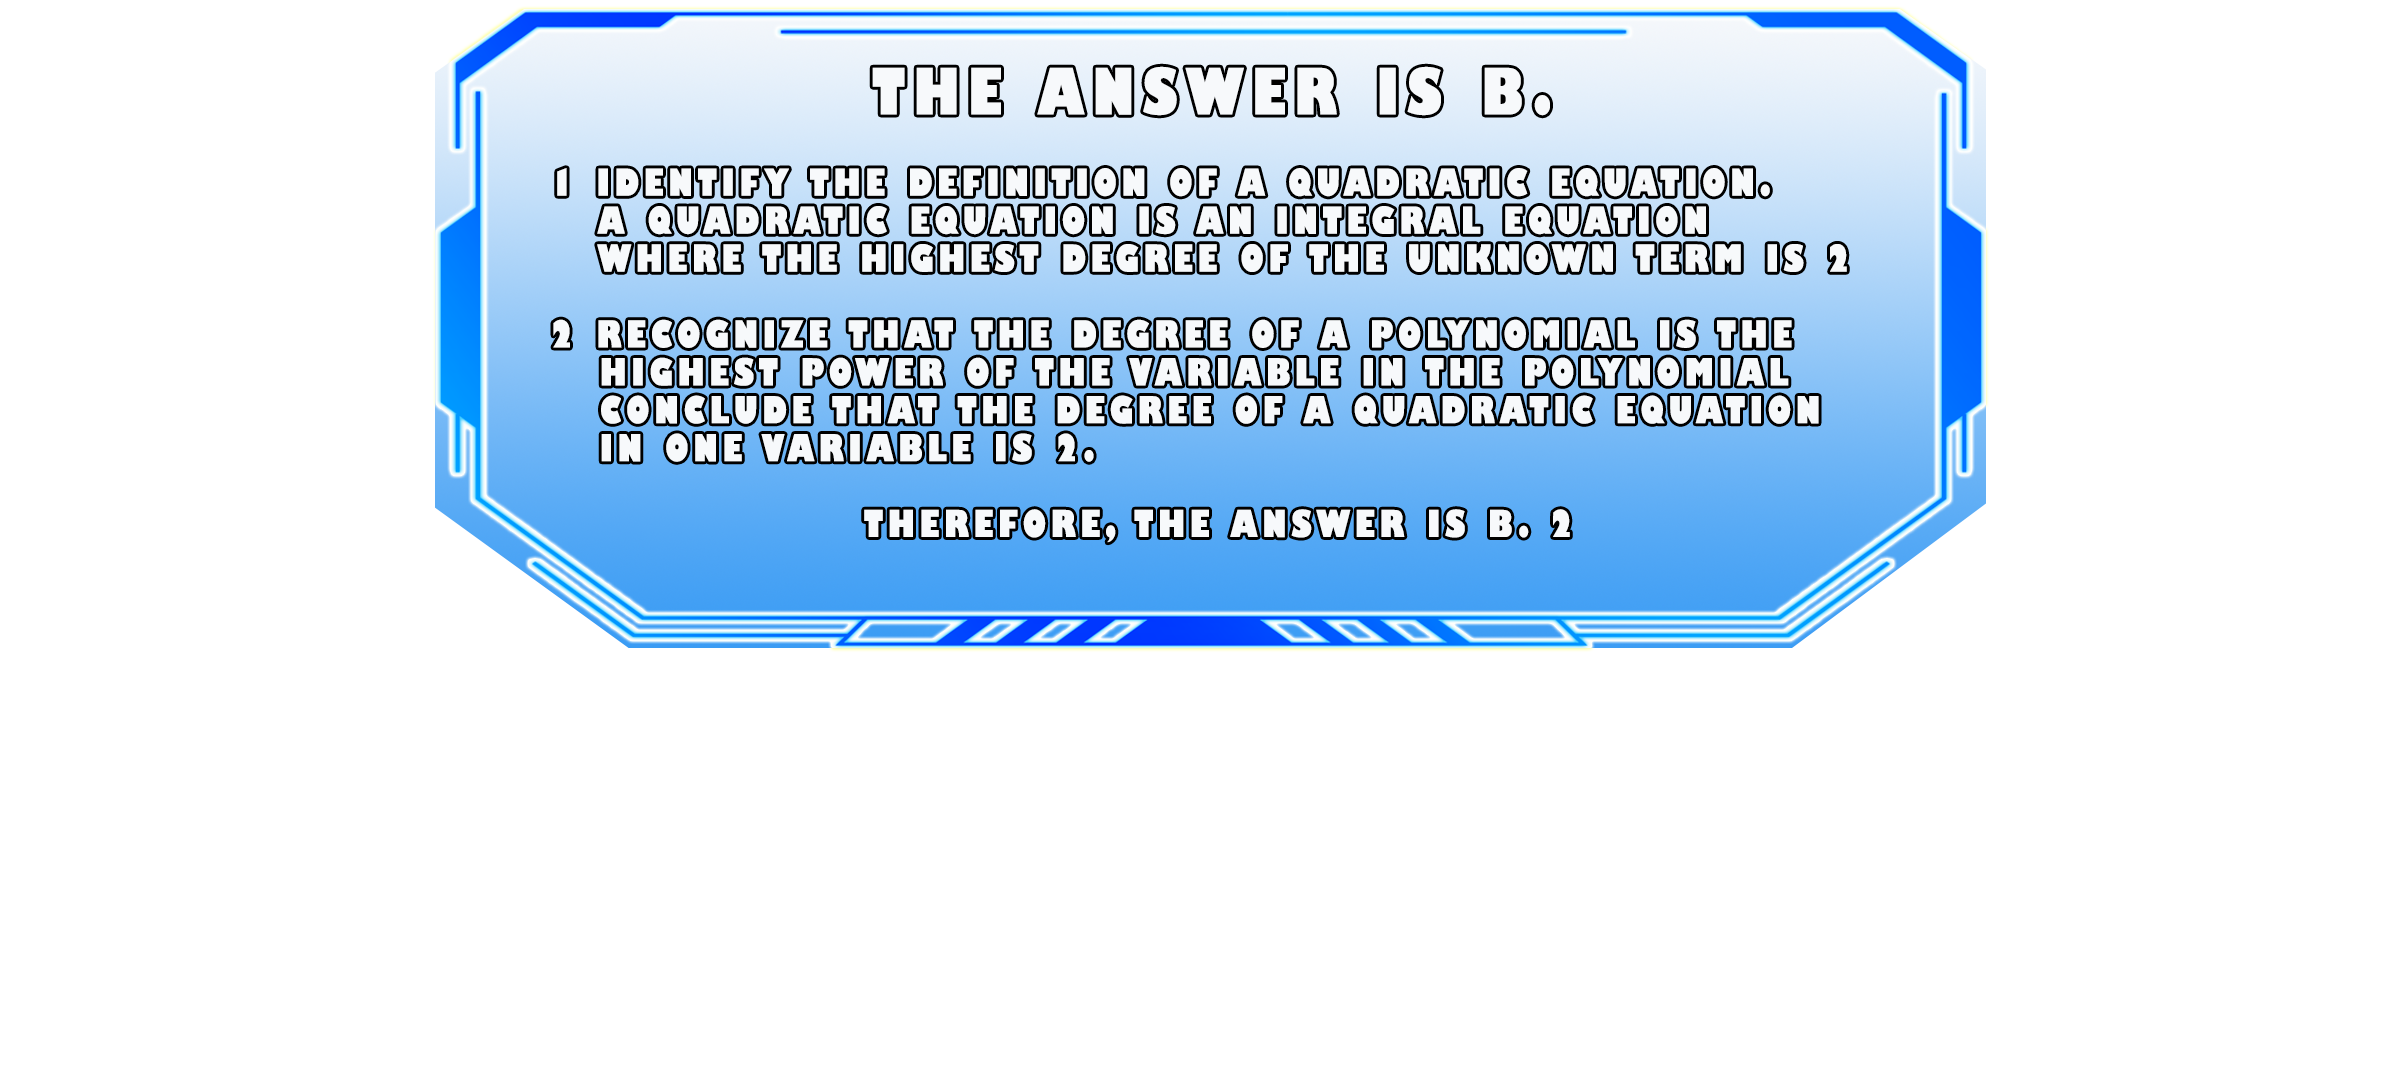 THE ANSWER IS B.
1 IDENTIFY THE DEFINITION OF A QUADRATIC EQUATION.
A QUADRATIC EQUATION IS AN INTEGRAL EQUATION
WHERE THE HIGHEST DEGREE OF THE UNKNOWN TERM IS 2
2 RECOGNIZE THAT THE DEGREE OF A POLYNOMIAL IS THE
HIGHEST POWER OF THE VARIABLE IN THE POLYNOMIAL
CONCLUDE THAT THE DEGREE OF A QUADRATIC EQUATION
IN ONE VARIABLE IS 2.
THEREFORE, THE ANSWER IS B. 2